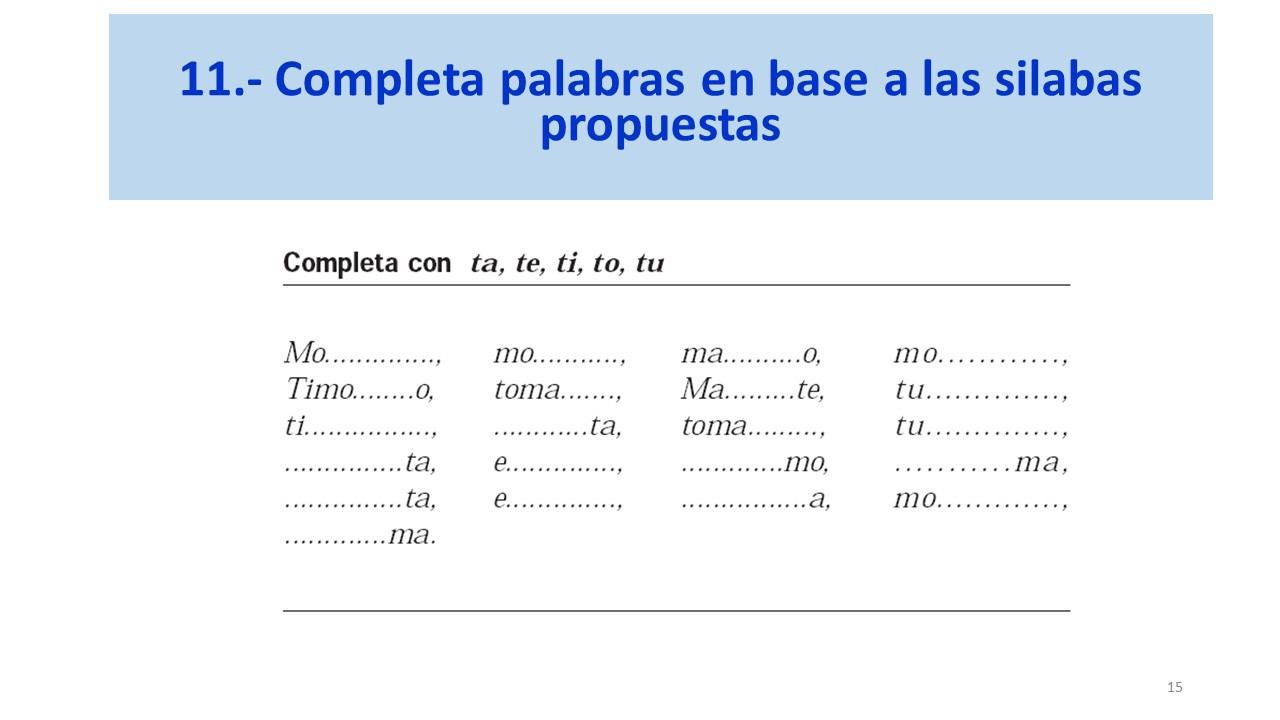 11.- Completa palabras en base a las silabas
propuestas
Completa con ta, te, ti, to, tu
Mo.............., mo..........., ma..........o, mo............,
Timo........o, toma......., Ma.........te, tu..............,
ti................, ............ta, toma........., tu..............,
...............ta, e............., .............mo, ...........ma,
...............ta, e............., ................a, mo.............,
.............ma.
15